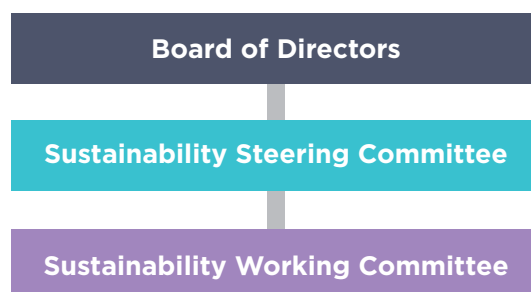 Board of Directors
Sustainability Steering Committee
Sustainability Working Committee